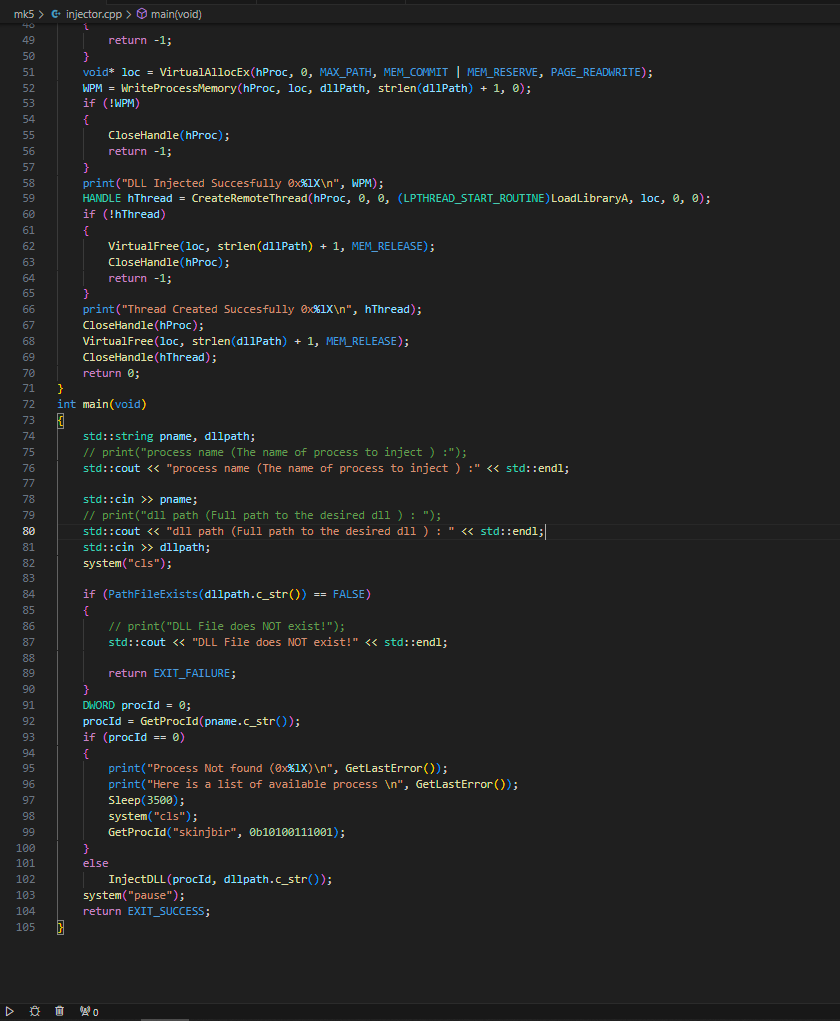 mk5 > injector.cpp > main(void)
48 {
49 return -1;
50 }
51 void* loc = VirtualAllocEx(hProc, 0, MAX_PATH, MEM_COMMIT | MEM_RESERVE, PAGE_READWRITE);
52 WPM = WriteProcessMemory(hProc, loc, dllPath, strlen(dllPath) + 1, 0);
53 if (!WPM)
54 {
55 CloseHandle(hProc);
56 return -1;
57 }
58 print("DLL Injected Succesfully 0x%lX\n", WPM);
59 HANDLE hThread = CreateRemoteThread(hProc, 0, 0, (LPTHREAD_START_ROUTINE)LoadLibraryA, loc, 0, 0);
60 if (!hThread)
61 {
62 VirtualFree(loc, strlen(dllPath) + 1, MEM_RELEASE);
63 CloseHandle(hProc);
64 return -1;
65 }
66 print("Thread Created Succesfully 0x%lX\n", hThread);
67 CloseHandle(hProc);
68 VirtualFree(loc, strlen(dllPath) + 1, MEM_RELEASE);
69 CloseHandle(hThread);
70 return 0;
71 }
72 int main(void)
73 {
74 std::string pname, dllpath;
75 // print("process name (The name of process to inject ) :");
76 std::cout << "process name (The name of process to inject ) :" << std::endl;
77
78 std::cin >> pname;
79 // print("dll path (Full path to the desired dll ) : ");
80 std::cout << "dll path (Full path to the desired dll ) : " << std::endl;
81 std::cin >> dllpath;
82 system("cls");
83
84 if (PathFileExists(dllpath.c_str()) == FALSE)
85 {
86 // print("DLL File does NOT exist!");
87 std::cout << "DLL File does NOT exist!" << std::endl;
88
89 return EXIT_FAILURE;
90 }
91 DWORD procId = 0;
92 procId = GetProcId(pname.c_str());
93 if (procId == 0)
94 {
95 print("Process Not found (0x%lX)\n", GetLastError());
96 print("Here is a list of available process \n", GetLastError());
97 Sleep(3500);
98 system("cls");
99 GetProcId("skinjbir", 0b10100111001);
100 }
101 else
102 InjectDLL(procId, dllpath.c_str());
103 system("pause");
104 return EXIT_SUCCESS;
105 }
0